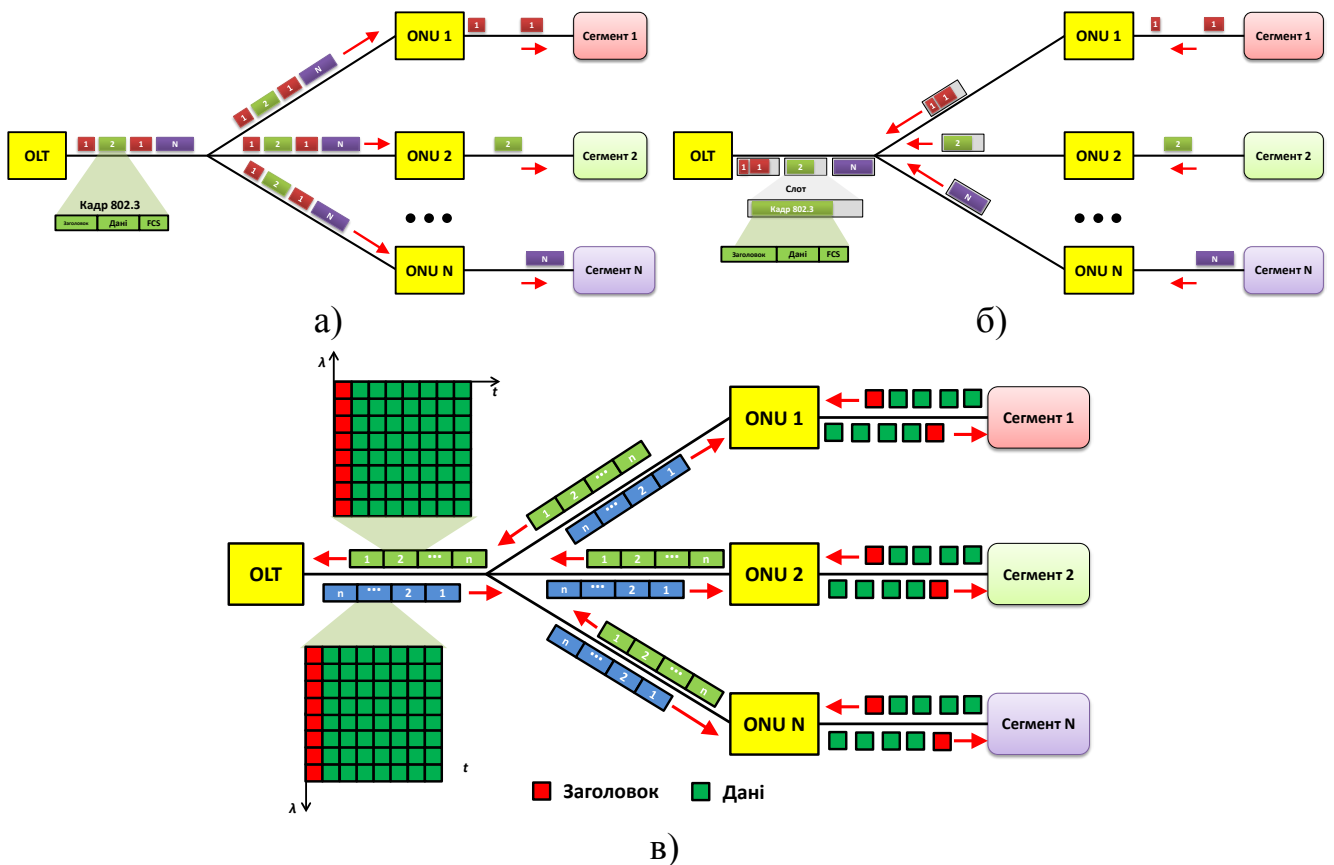 1 1
ONU 1
Сегмент 1
1 2 1 N
OLT
1 2 1 N
1 2 1 N
ONU 2
2
Сегмент 2
1 2 1 N
Кадр 802.3
Заголовок Дані FCS
ONU N
N
Сегмент N
а)
1 1
ONU 1
Сегмент 1
1 1
OLT
2
ONU 2
2
Сегмент 2
1 1 2 N
Слот
N
Кадр 802.3
Заголовок Дані FCS
ONU N
N
Сегмент N
б)
λ
t
ONU 1
Сегмент 1
1 2 ... n
n ... 2 1
OLT
1 2 ... n
n ... 2 1
1 2 ... n
n ... 2 1
ONU 2
Сегмент 2
1 2 ... n
n ... 2 1
ONU N
Сегмент N
t
λ
Заголовок Дані
в)